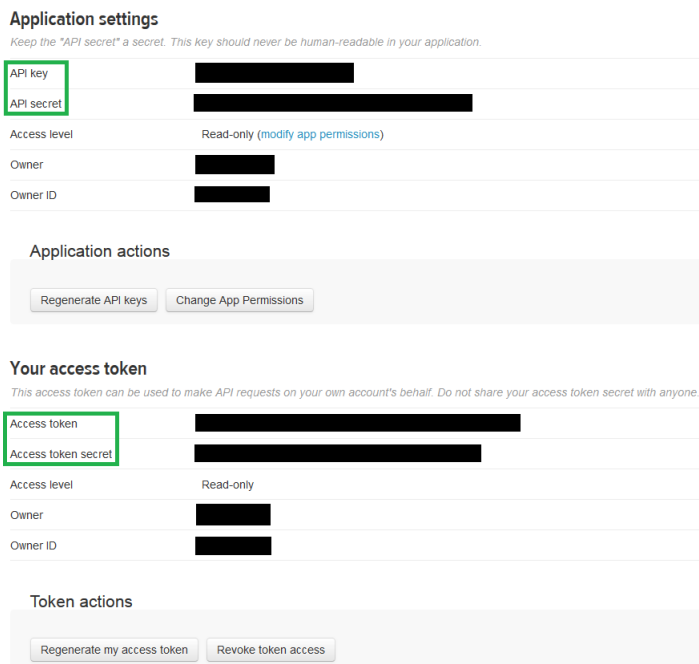 Application settings
Keep the "API secret" a secret. This key should never be human-readable in your application.
API key
API secret
Access level Read-only (modify app permissions)
Owner
Owner ID
Application actions
Regenerate API keys Change App Permissions
Your access token
This access token can be used to make API requests on your own account's behalf. Do not share your access token secret with anyone.
Access token
Access token secret
Access level Read-only
Owner
Owner ID
Token actions
Regenerate my access token Revoke token access